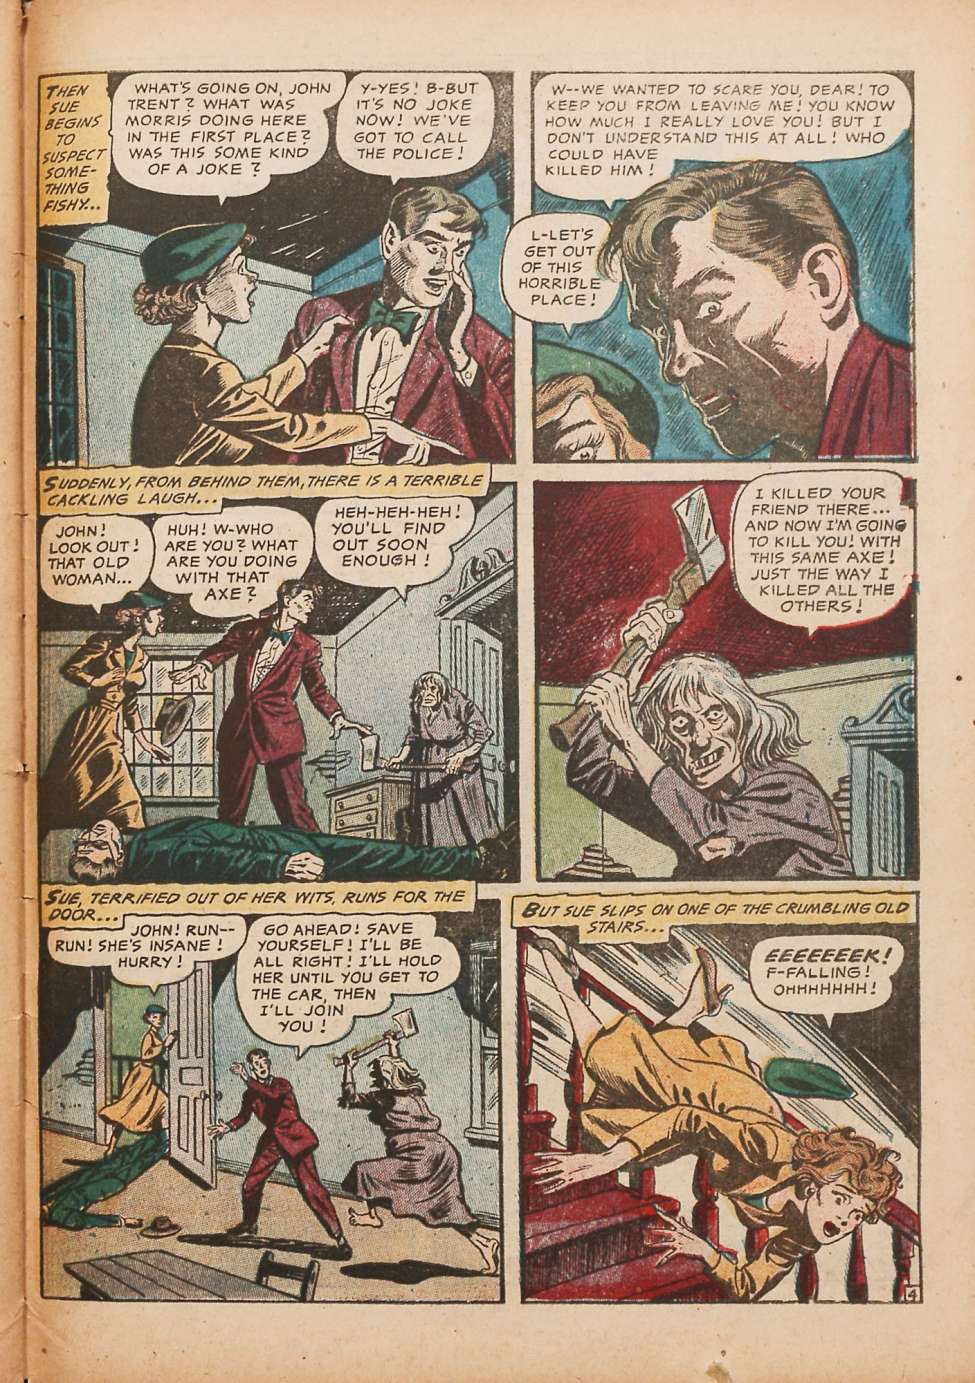 THEN
SUE
BEGINS
TO
SUSPECT
SOME-
THING
FISHY...
WHAT'S GOING ON, JOHN
TRENT? WHAT WAS
MORRIS DOING HERE
IN THE FIRST PLACE?
WAS THIS SOME KIND
OF A JOKE?
Y-YES! B-BUT
IT'S NO JOKE
NOW! WE'VE
GOT TO CALL
THE POLICE!
W--WE WANTED TO SCARE YOU, DEAR! TO
KEEP YOU FROM LEAVING ME! YOU KNOW
HOW MUCH I REALLY LOVE YOU! BUT I
DON'T UNDERSTAND THIS AT ALL! WHO
COULD HAVE
KILLED HIM!
L-LET'S
GET OUT
OF THIS
HORRIBLE
PLACE!
SUDDENLY, FROM BEHIND THEM, THERE IS A TERRIBLE
CACKLING LAUGH...
JOHN!
LOOK OUT!
THAT OLD
WOMAN...
HUH! W-WHO
ARE YOU? WHAT
ARE YOU DOING
WITH THAT
AXE?
HEH-HEH-HEH!
YOU'LL FIND
OUT SOON
ENOUGH!
I KILLED YOUR
FRIEND THERE...
AND NOW I'M GOING
TO KILL YOU! WITH
THIS SAME AXE!
JUST THE WAY I
KILLED ALL THE
OTHERS!
SUE, TERRIFIED OUT OF HER WITS, RUNS FOR THE
DOOR...
JOHN! RUN--
RUN! SHE'S INSANE!
HURRY!
GO AHEAD! SAVE
YOURSELF! I'LL BE
ALL RIGHT! I'LL HOLD
HER UNTIL YOU GET TO
THE CAR, THEN
I'LL JOIN
YOU!
BUT SUE SLIPS ON ONE OF THE CRUMBLING OLD
STAIRS...
EEEEEEEK!
F-FALLING!
OHHHHHHH!
4